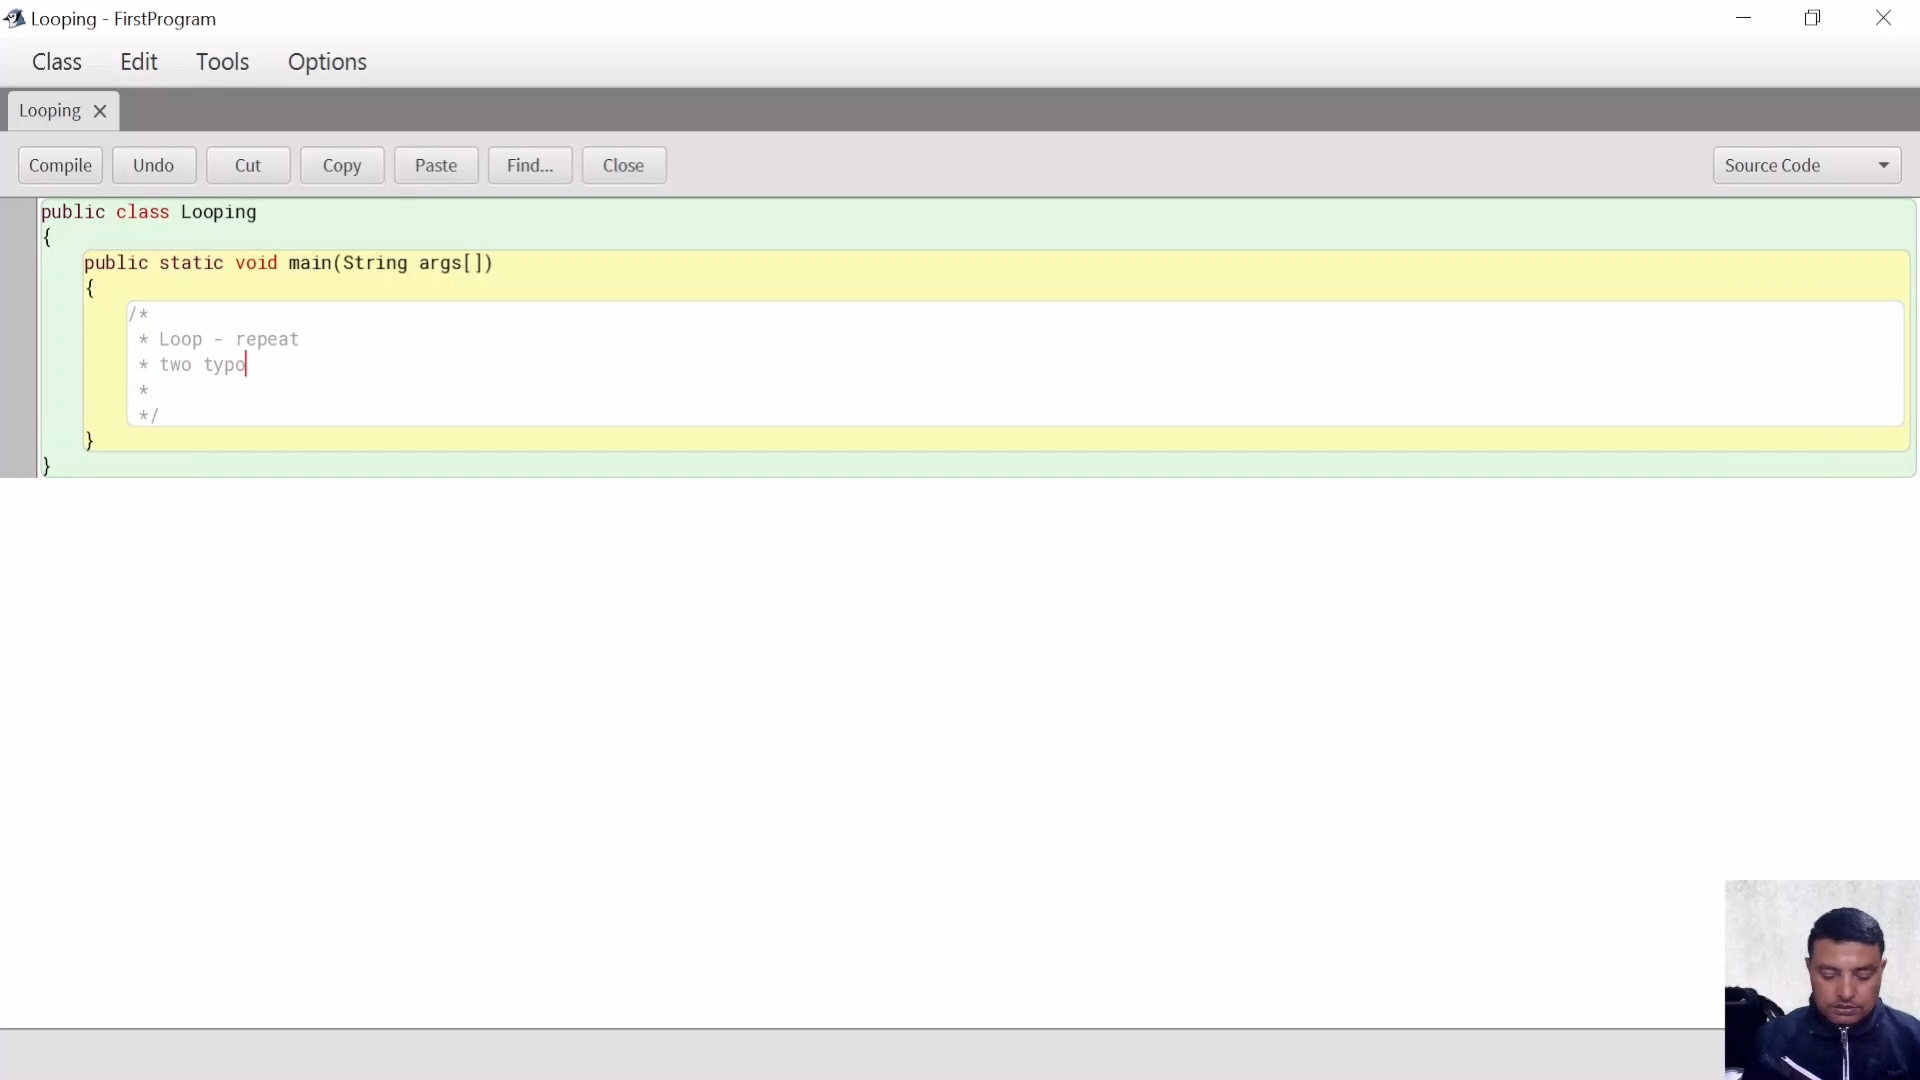 Looping - FirstProgram
Class Edit Tools Options
Looping
Compile Undo Cut Copy Paste Find... Close Source Code
public class Looping
{
public static void main(String args[])
{
/*
* Loop - repeat
* two typo
*
*/
}
}